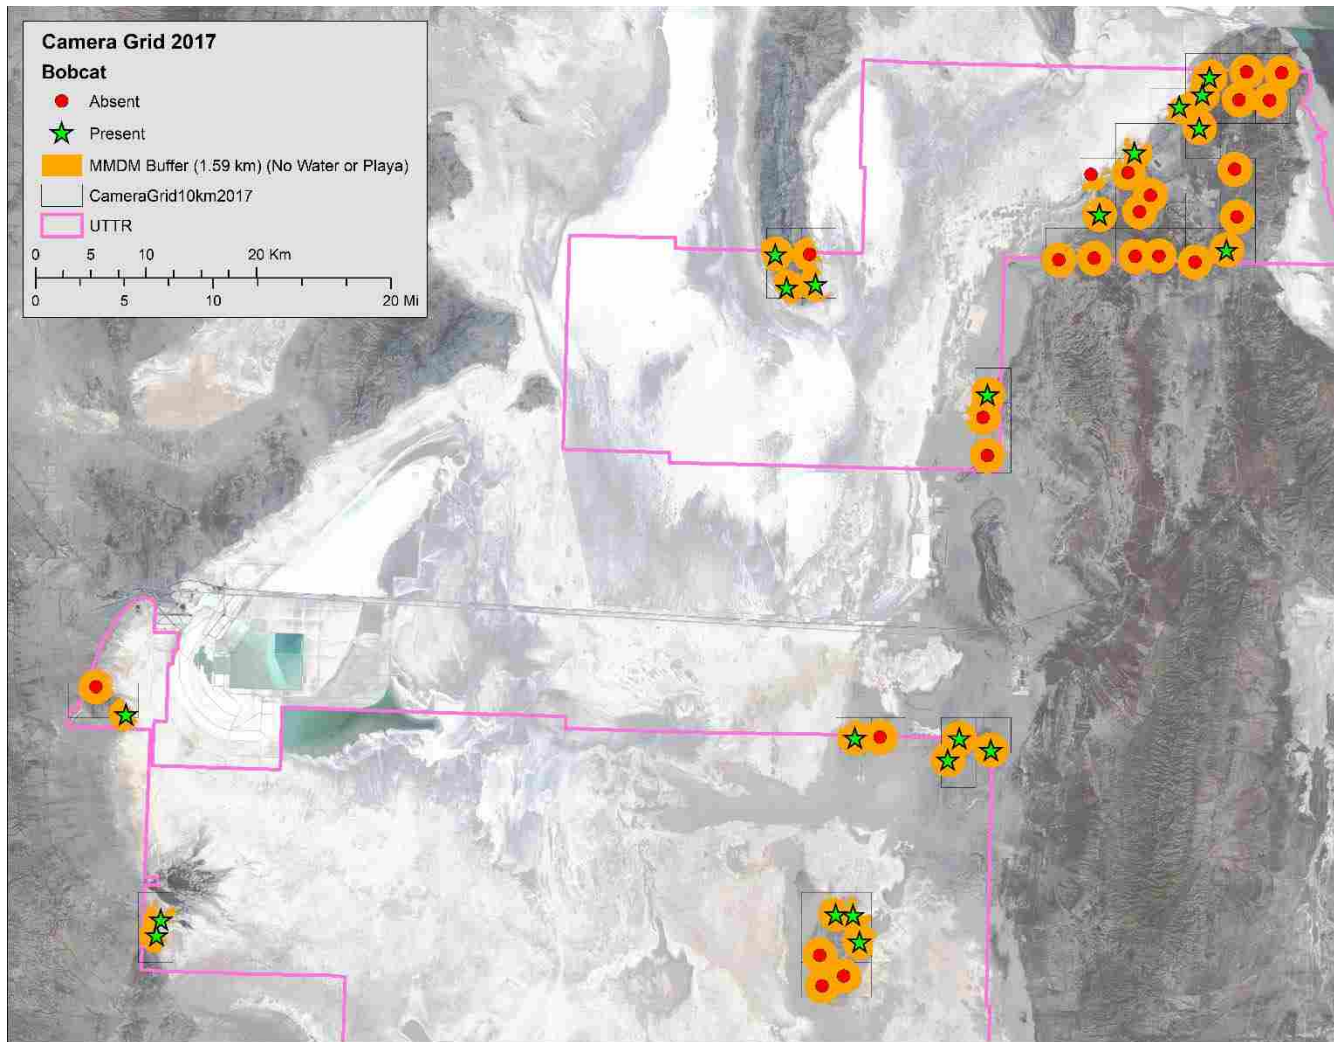 Camera Grid 2017
Bobcat
Absent
Present
MMDM Buffer (1.59 km) (No Water or Playa)
CameraGrid10km2017
UTTR
0 5 10 20 Km
0 5 10 20 Mi